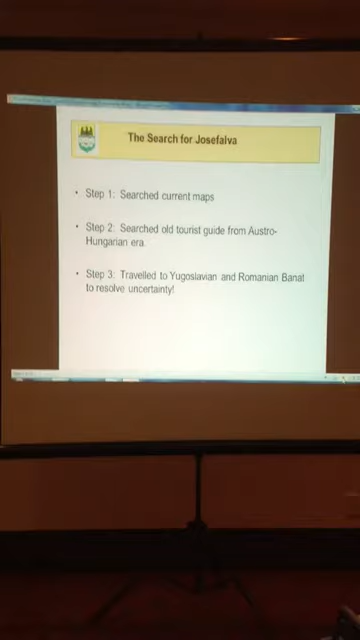 The Search for Josefalva
• Step 1: Searched current maps
• Step 2: Searched old tourist guide from Austro-
Hungarian era.
• Step 3: Travelled to Yugoslavian and Romanian Banat
to resolve uncertainty!